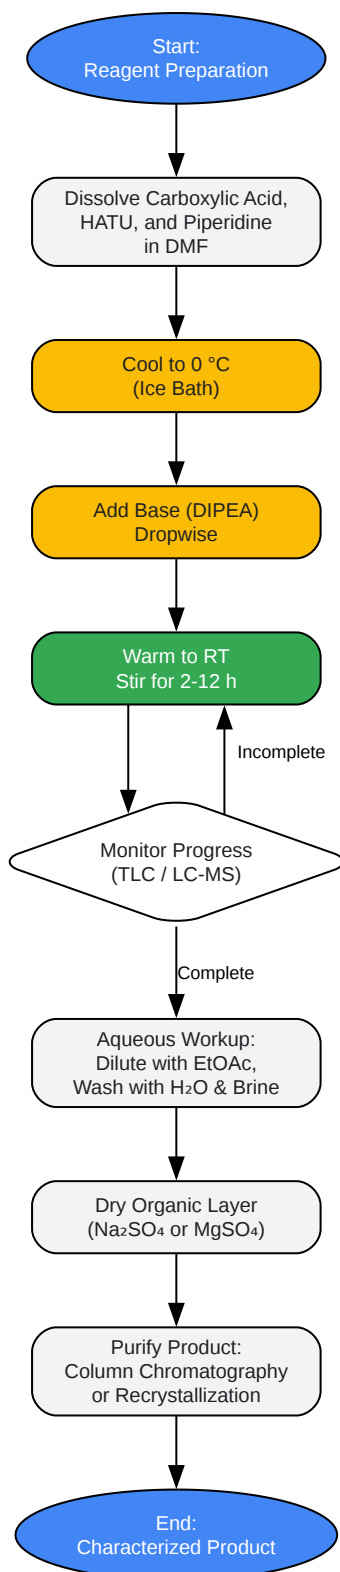 Start:
Reagent Preparation
Dissolve Carboxylic Acid,
HATU, and Piperidine
in DMF
Cool to 0 °C
(Ice Bath)
Add Base (DIPEA)
Dropwise
Warm to RT
Stir for 2-12 h
Incomplete
Monitor Progress
(TLC / LC-MS)
Complete
Aqueous Workup:
Dilute with EtOAc,
Wash with H₂O & Brine
Dry Organic Layer
(Na₂SO₄ or MgSO₄)
Purify Product:
Column Chromatography
or Recrystallization
End:
Characterized Product